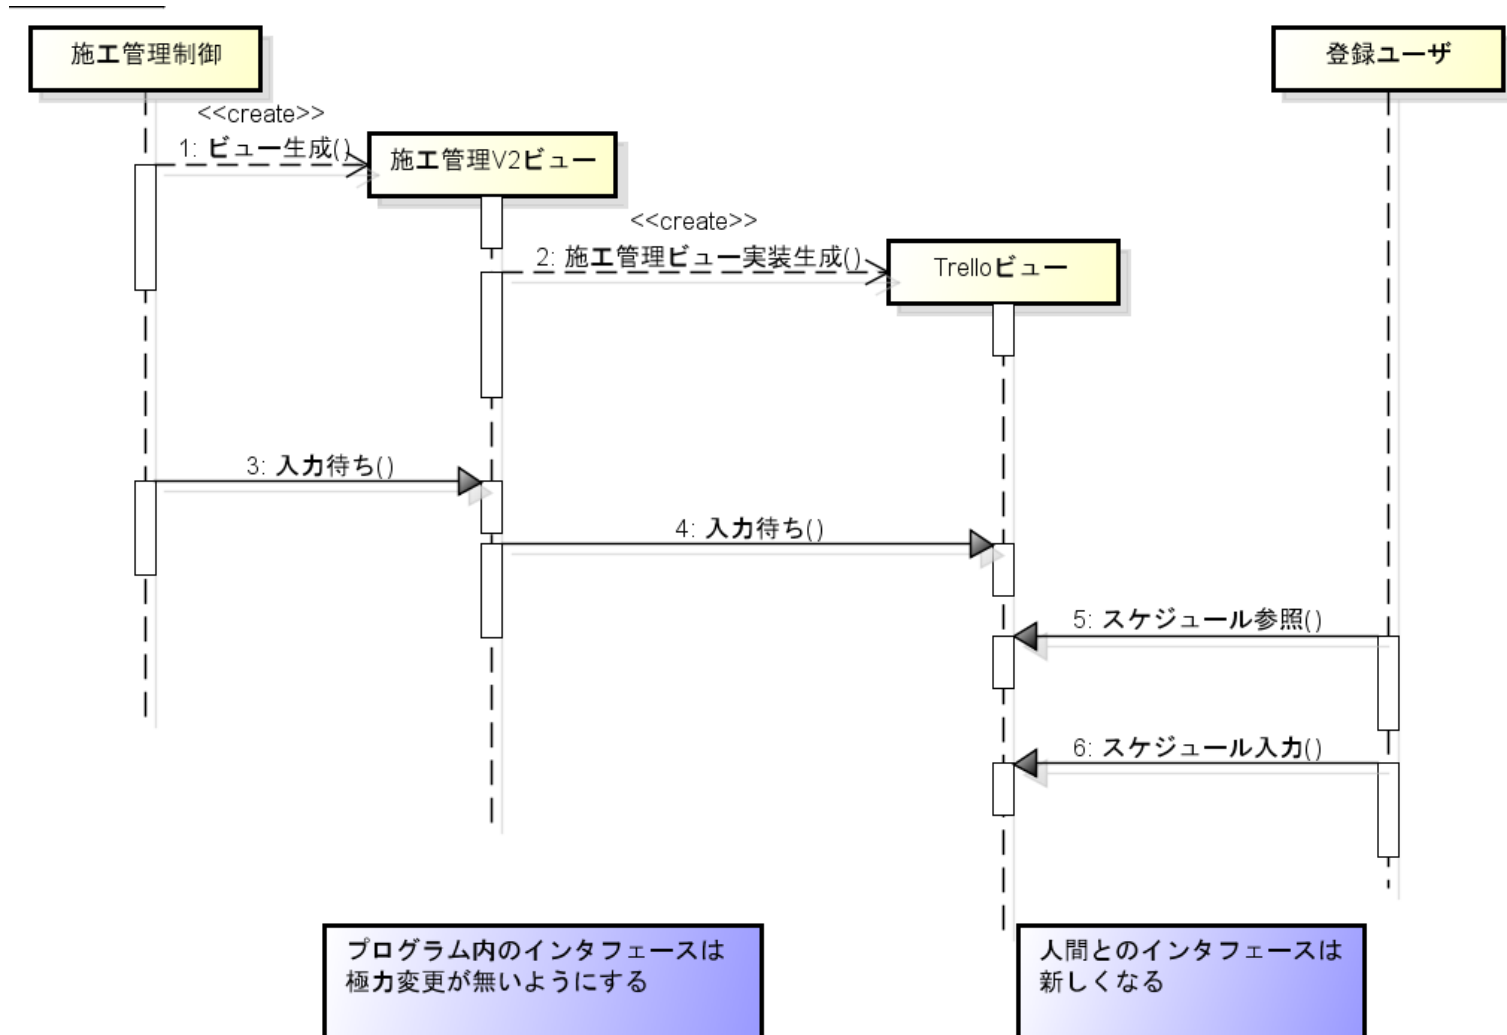 施工管理制御
登録ユーザ
<<create>>
1: ビュー生成()
施工管理V2ビュー
<<create>>
2: 施工管理ビュー実装生成()
Trelloビュー
3: 入力待ち()
4: 入力待ち()
5: スケジュール参照()
6: スケジュール入力()
プログラム内のインタフェースは
極力変更が無いようにする
人間とのインタフェースは
新しくなる